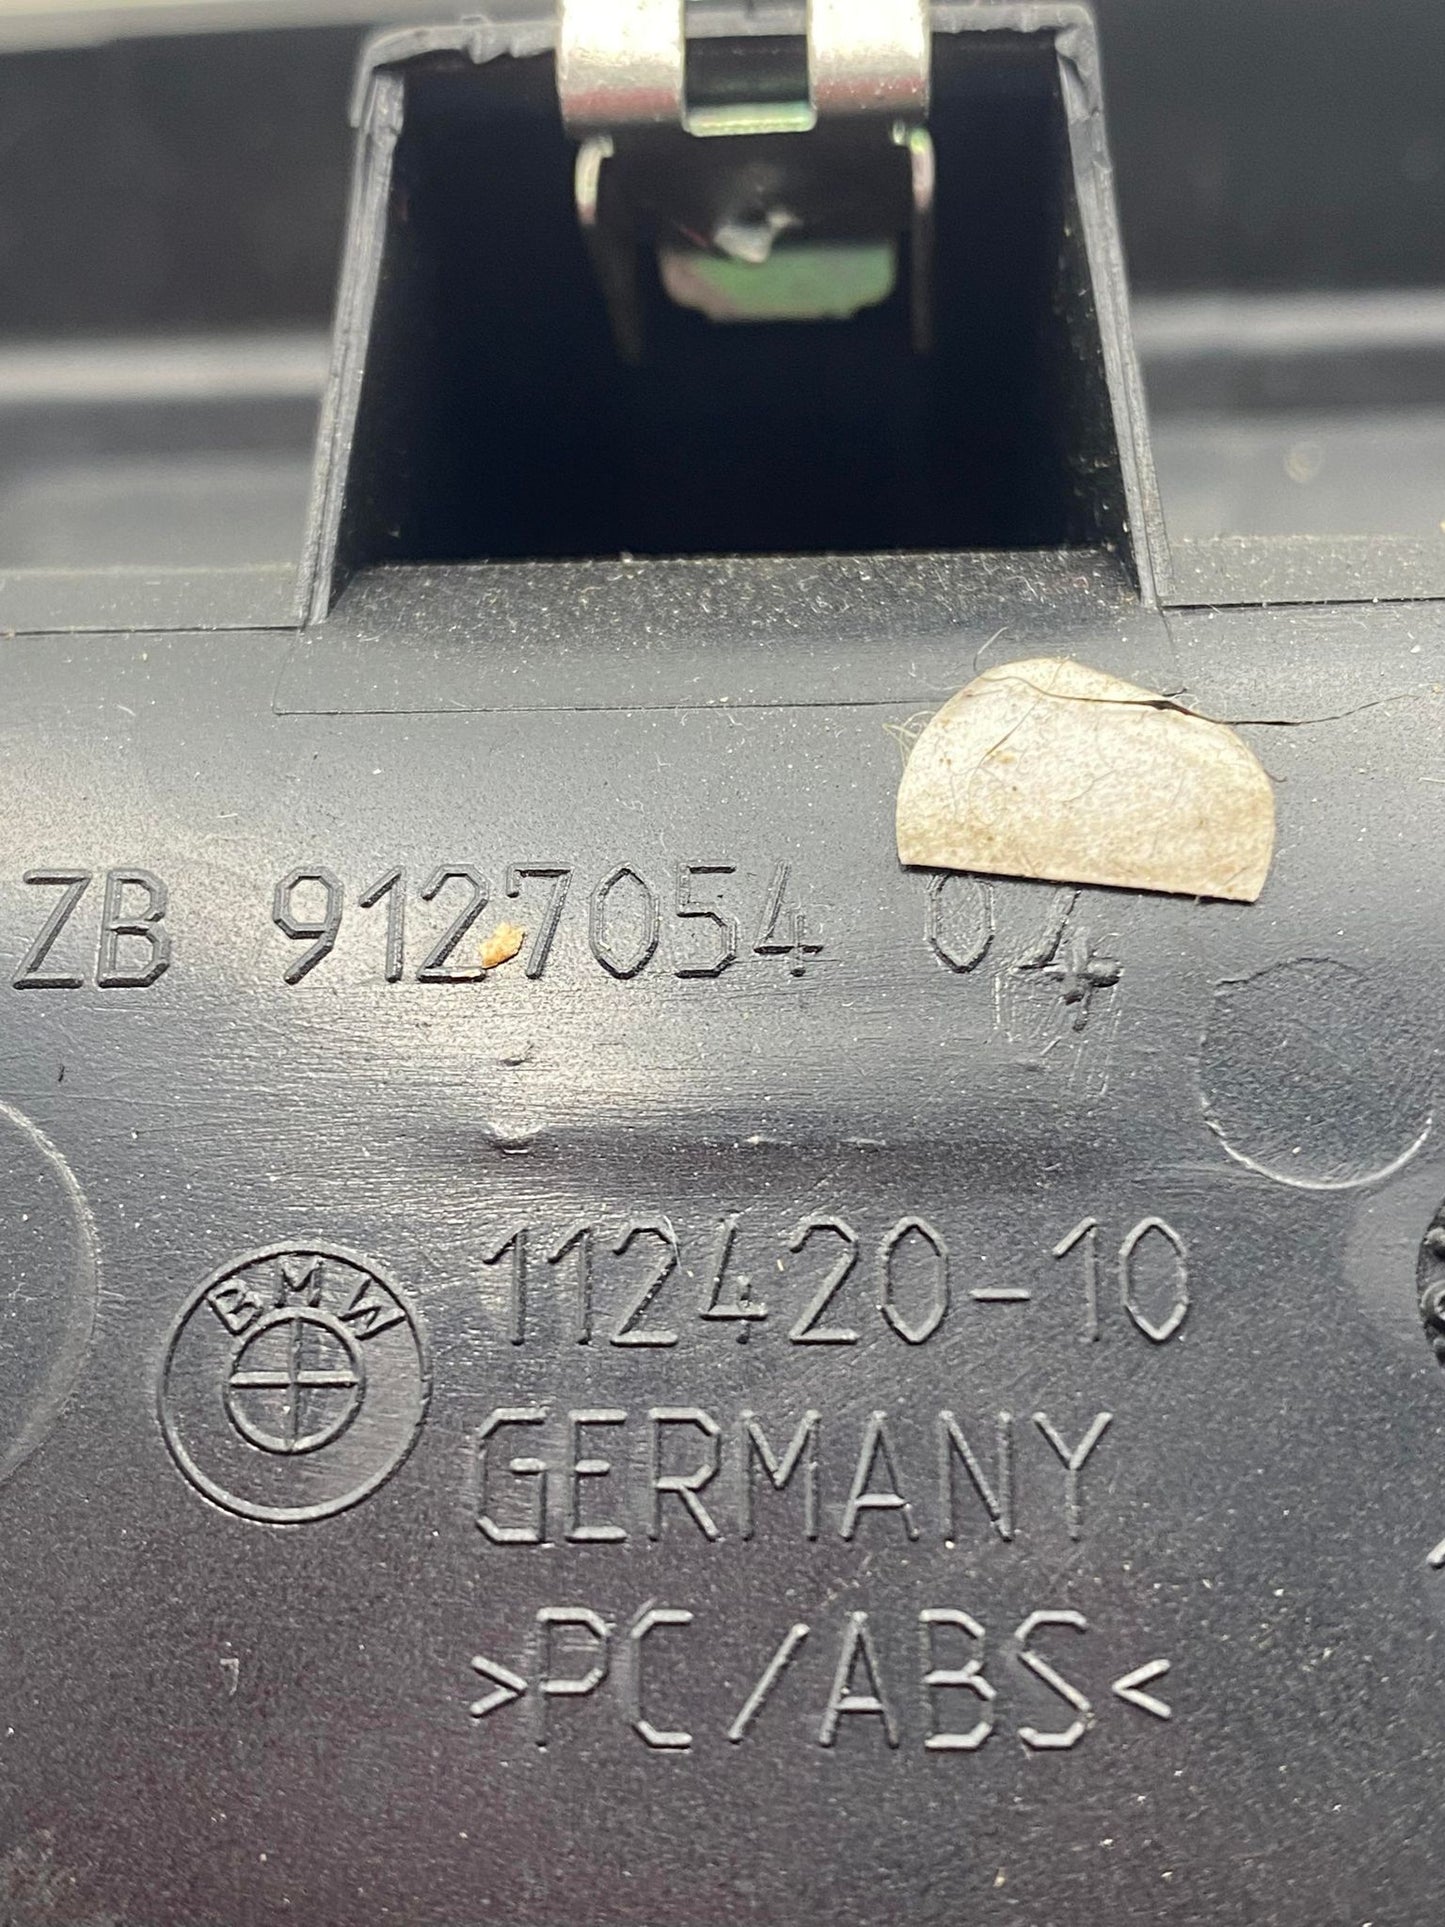 ZB 9127054 04
BMW
112420-10
GERMANY
>PC/ABS<